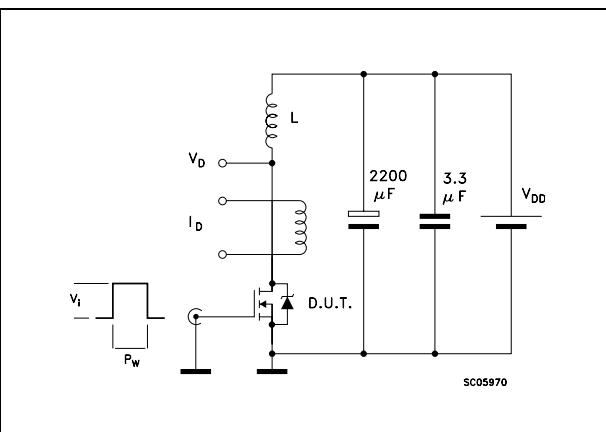 L
V_D
2200
μF
3.3
μF
V_DD
I_D
V_i
D.U.T.
P_W
SC05970